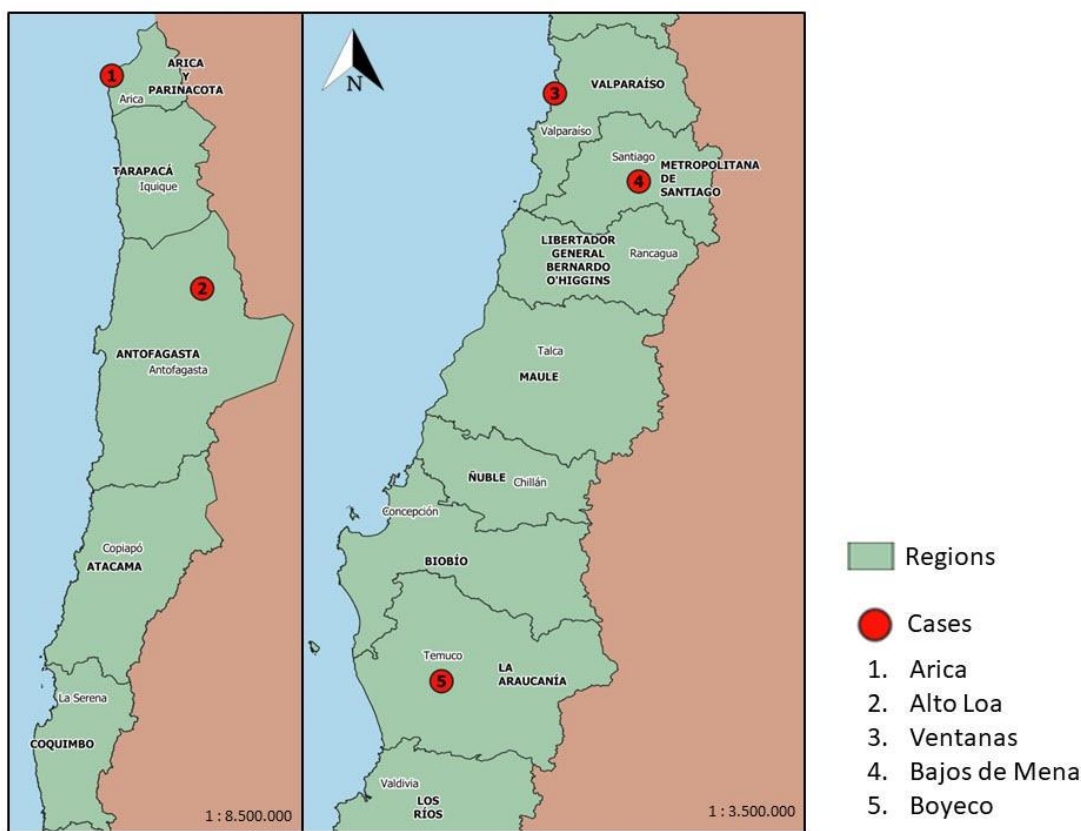 1
ARICA
Y
PARINACOTA
Arica
TARAPACÁ
Iquique
2
ANTOFAGASTA
Antofagasta
Copiapó
ATACAMA
La Serena
COQUIMBO
1 : 8.500.000
N
3
VALPARAÍSO
Valparaíso
Santiago
METROPOLITANA
DE
SANTIAGO
4
LIBERTADOR
GENERAL
BERNARDO
O'HIGGINS
Rancagua
Talca
MAULE
ÑUBLE
Chillán
Concepción
BIOBÍO
Temuco
LA
ARAUCANÍA
5
Valdivia
LOS
RÍOS
1 : 3.500.000
Regions
Cases
1. Arica
2. Alto Loa
3. Ventanas
4. Bajos de Mena
5. Boyeco